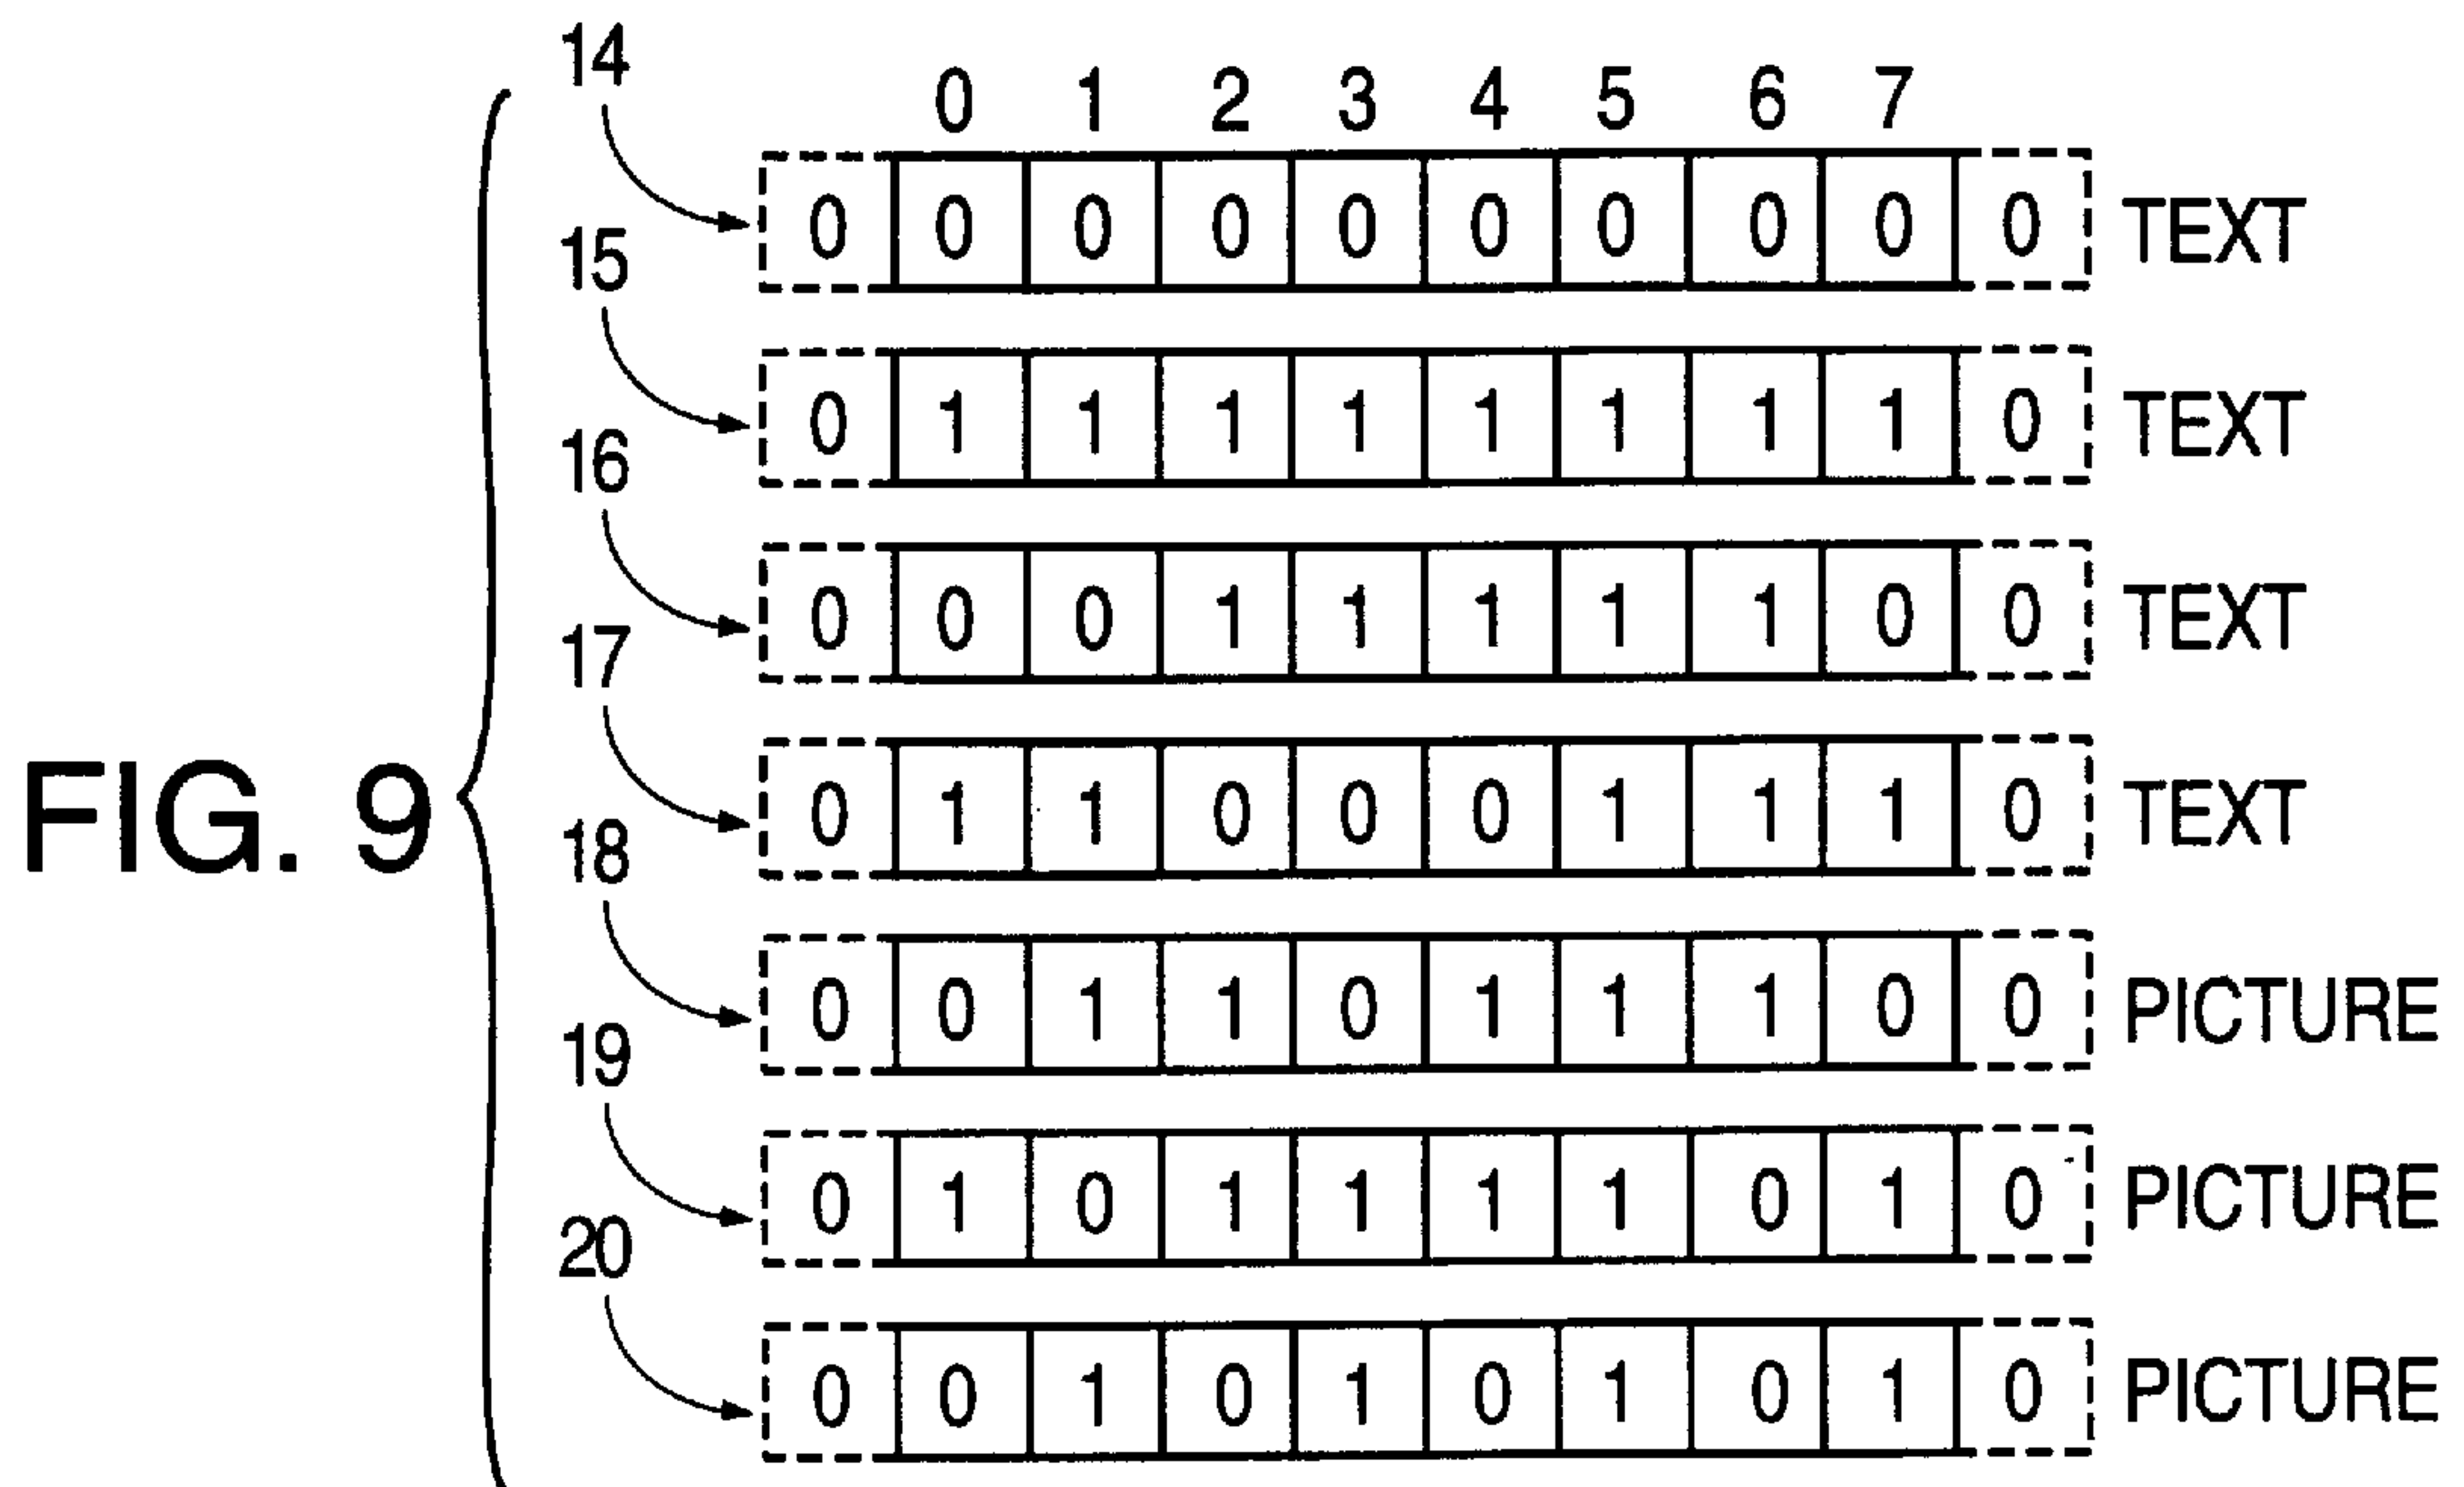 14
0 1 2 3 4 5 6 7
0 0 0 0 0 0 0 0 0 0 TEXT
15
0 1 1 1 1 1 1 1 1 0 TEXT
16
0 0 0 1 1 1 1 1 0 0 TEXT
17
0 1 1 0 0 0 1 1 1 0 TEXT
FIG. 9
18
0 0 1 1 0 1 1 1 0 0 PICTURE
19
0 1 0 1 1 1 1 0 1 0 PICTURE
20
0 0 1 0 1 0 1 0 1 0 PICTURE